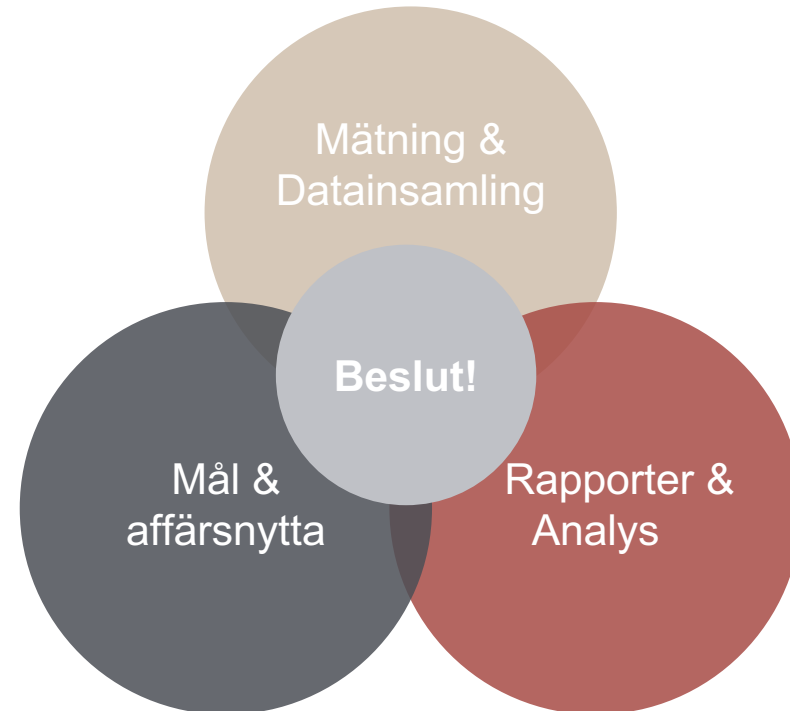 Mätning &
Datainsamling
Beslut!
Mål &
affärsnytta
Rapporter &
Analys